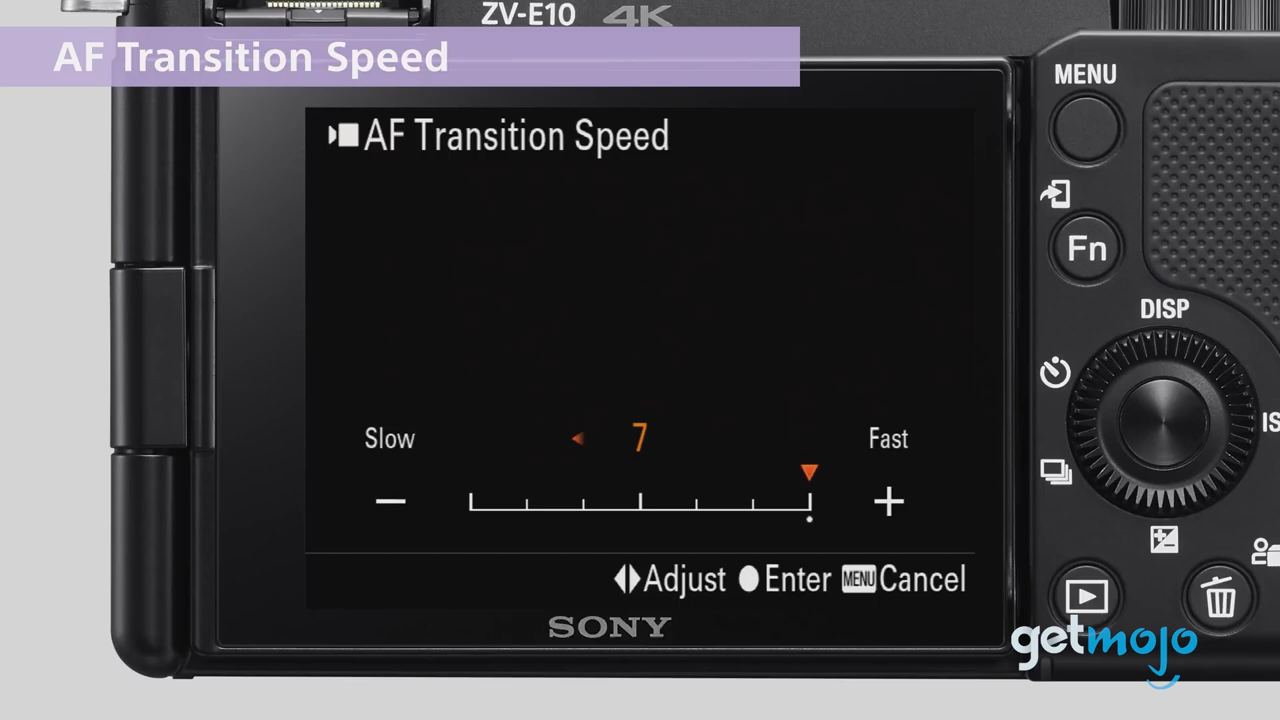 ZV-E10 4K
AF Transition Speed
MENU
AF Transition Speed
Fn
DISP
Slow 7 Fast
IS
Adjust Enter MENU Cancel
SONY
getmojo